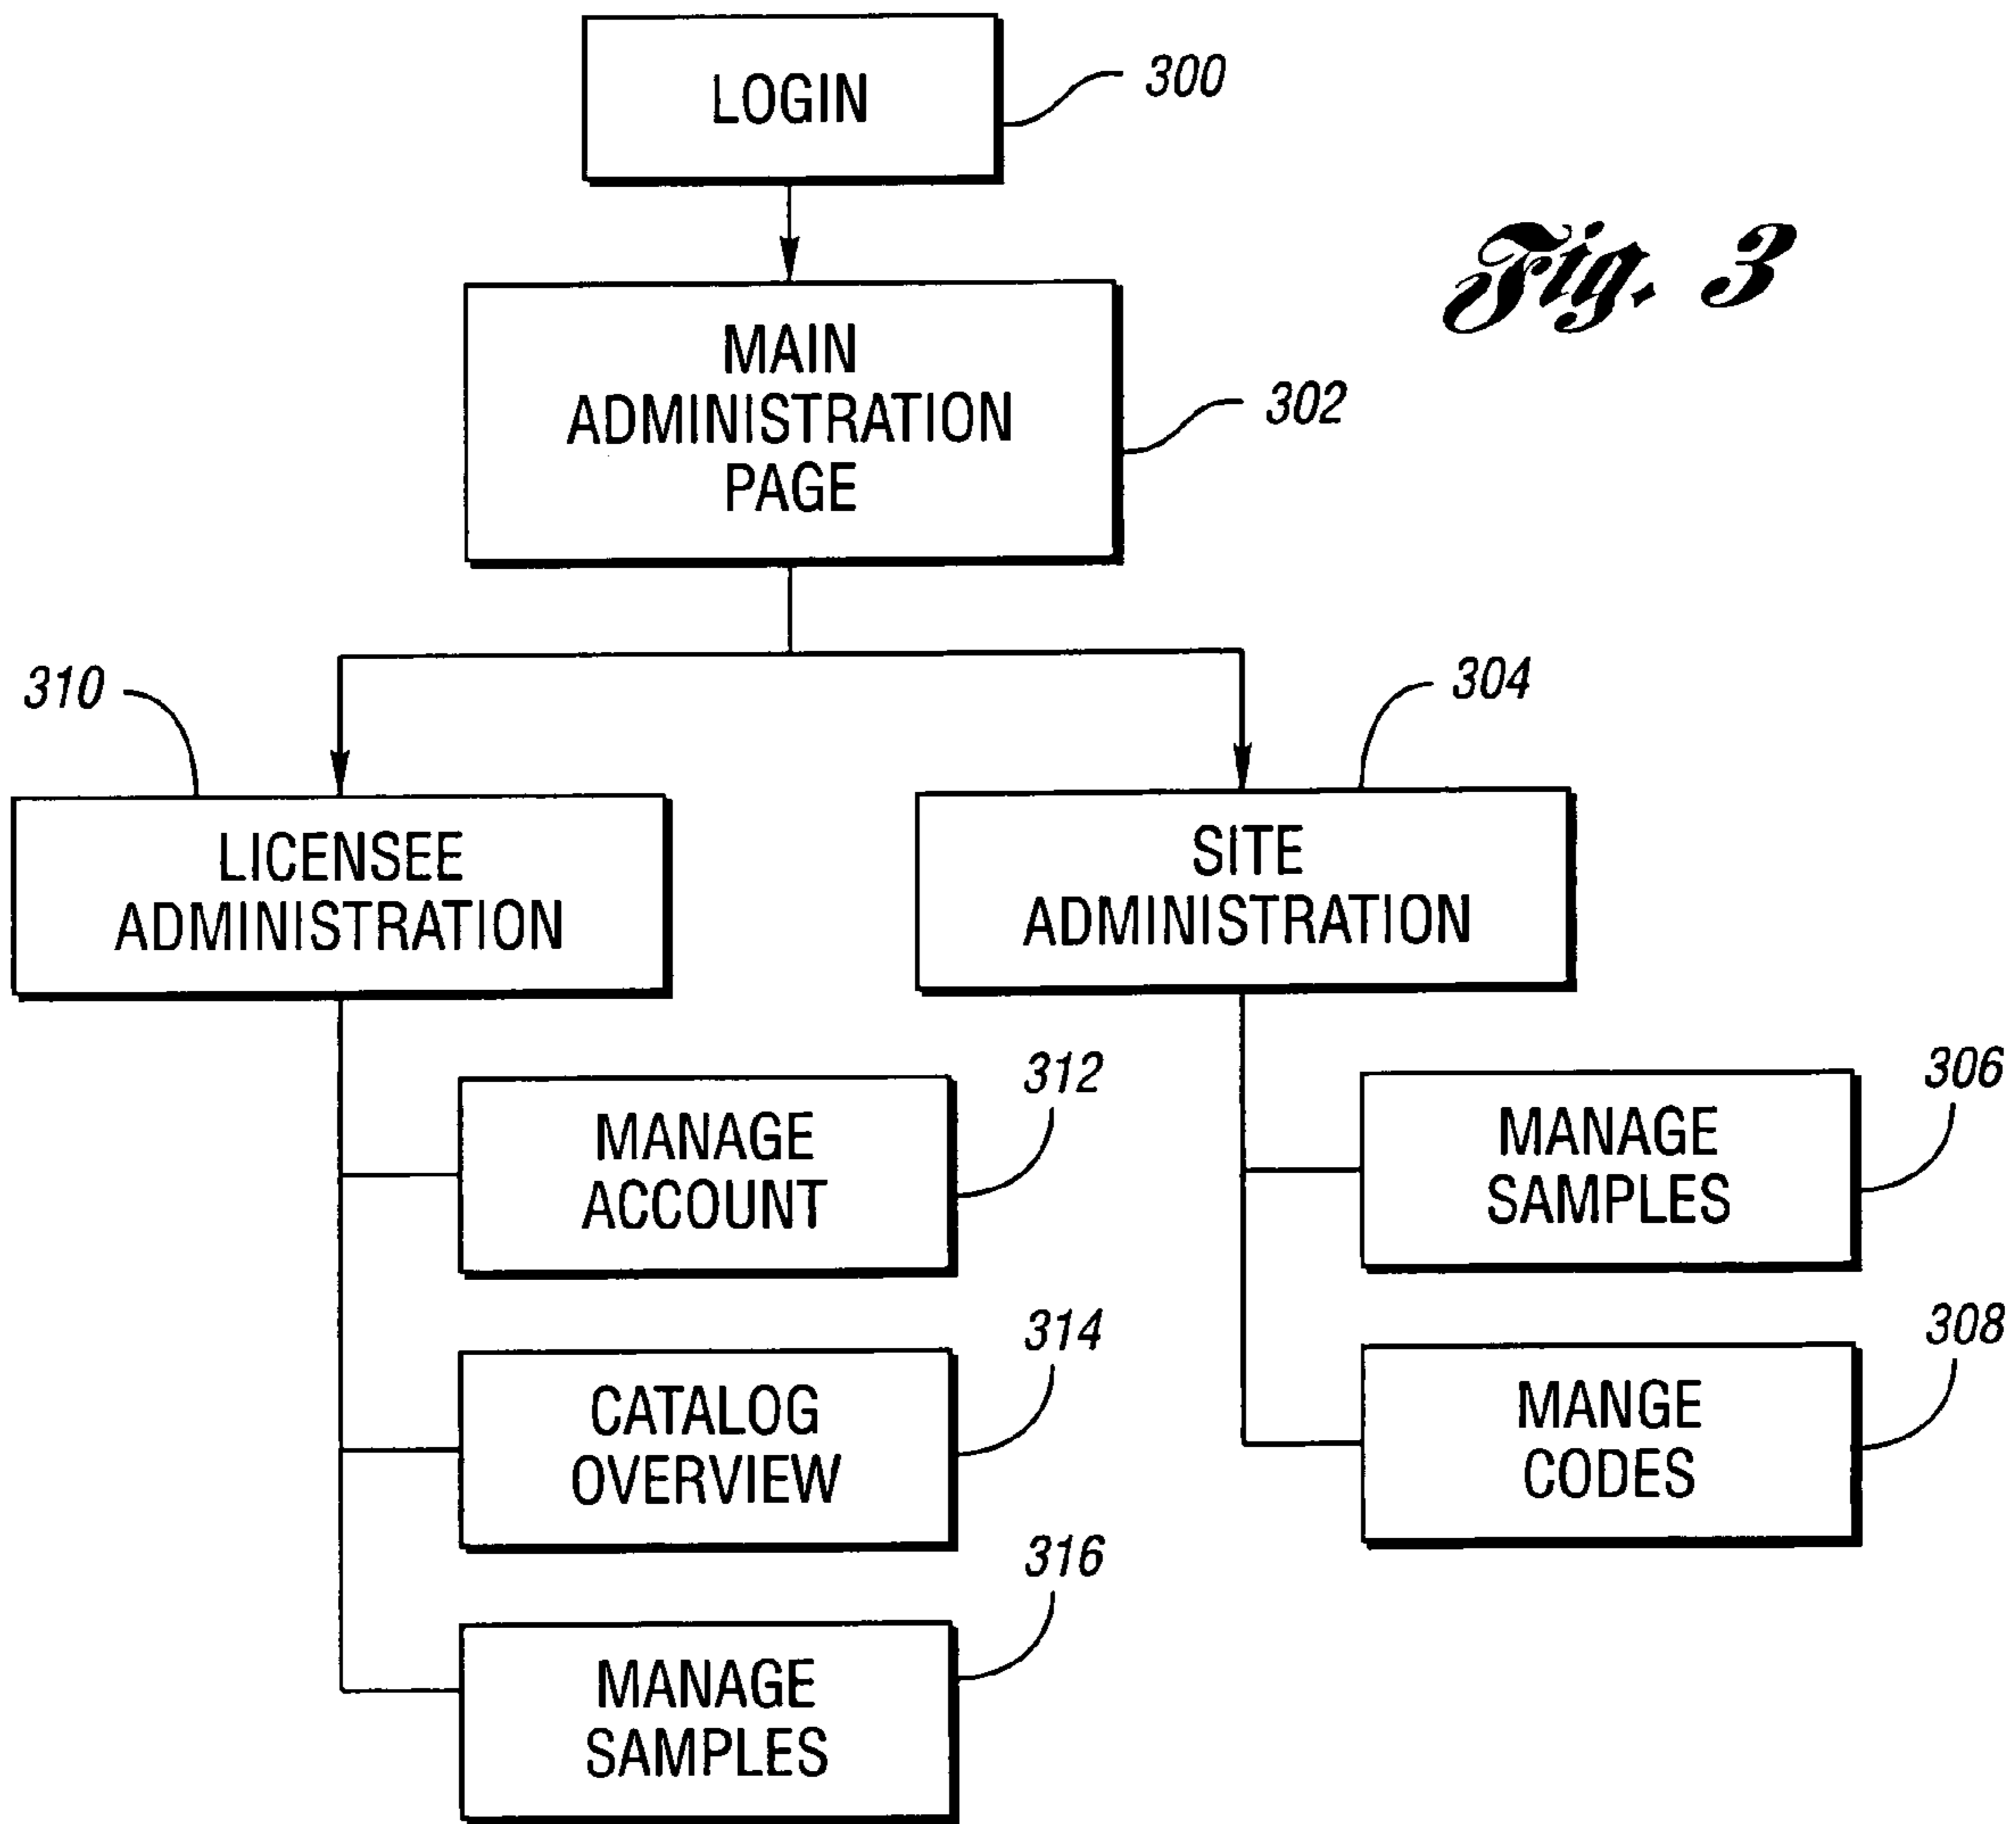 LOGIN
300
Fig. 3
MAIN
ADMINISTRATION
PAGE
302
310
304
LICENSEE
ADMINISTRATION
SITE
ADMINISTRATION
312
MANAGE
ACCOUNT
306
MANAGE
SAMPLES
314
CATALOG
OVERVIEW
308
MANGE
CODES
316
MANAGE
SAMPLES